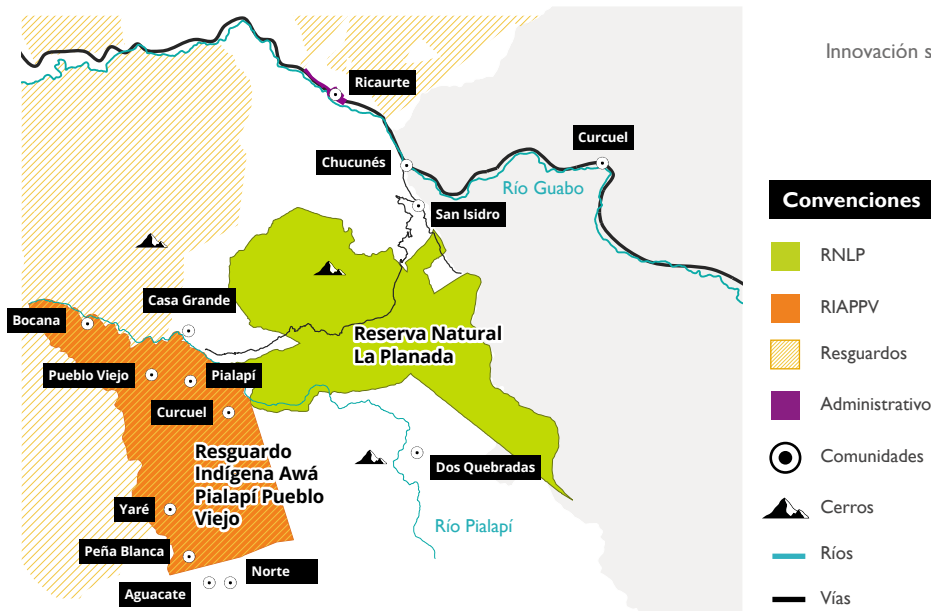 Innovación s
Ricaurte
Curcuel
Chucunés
Río Guabo
San Isidro
Casa Grande
Bocana
Reserva Natural
La Planada
Pueblo Viejo
Pialapí
Curcuel
Resguardo
Indígena Awá
Pialapí Pueblo
Viejo
Dos Quebradas
Yaré
Río Pialapí
Peña Blanca
Norte
Aguacate
Convenciones
RNLP
RIAPPV
Resguardos
Administrativo
Comunidades
Cerros
Ríos
Vías